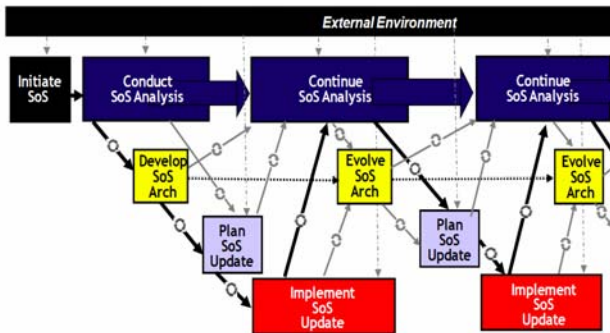 External Environment
Initiate
SoS
Conduct
SoS Analysis
Continue
SoS Analysis
Continue
SoS Analysis
Develop
SoS
Arch
Evolve
SoS
Arch
Evolve
SoS
Arch
Plan
SoS
Update
Plan
SoS
Update
Implement
SoS
Update
Implement
SoS
Update